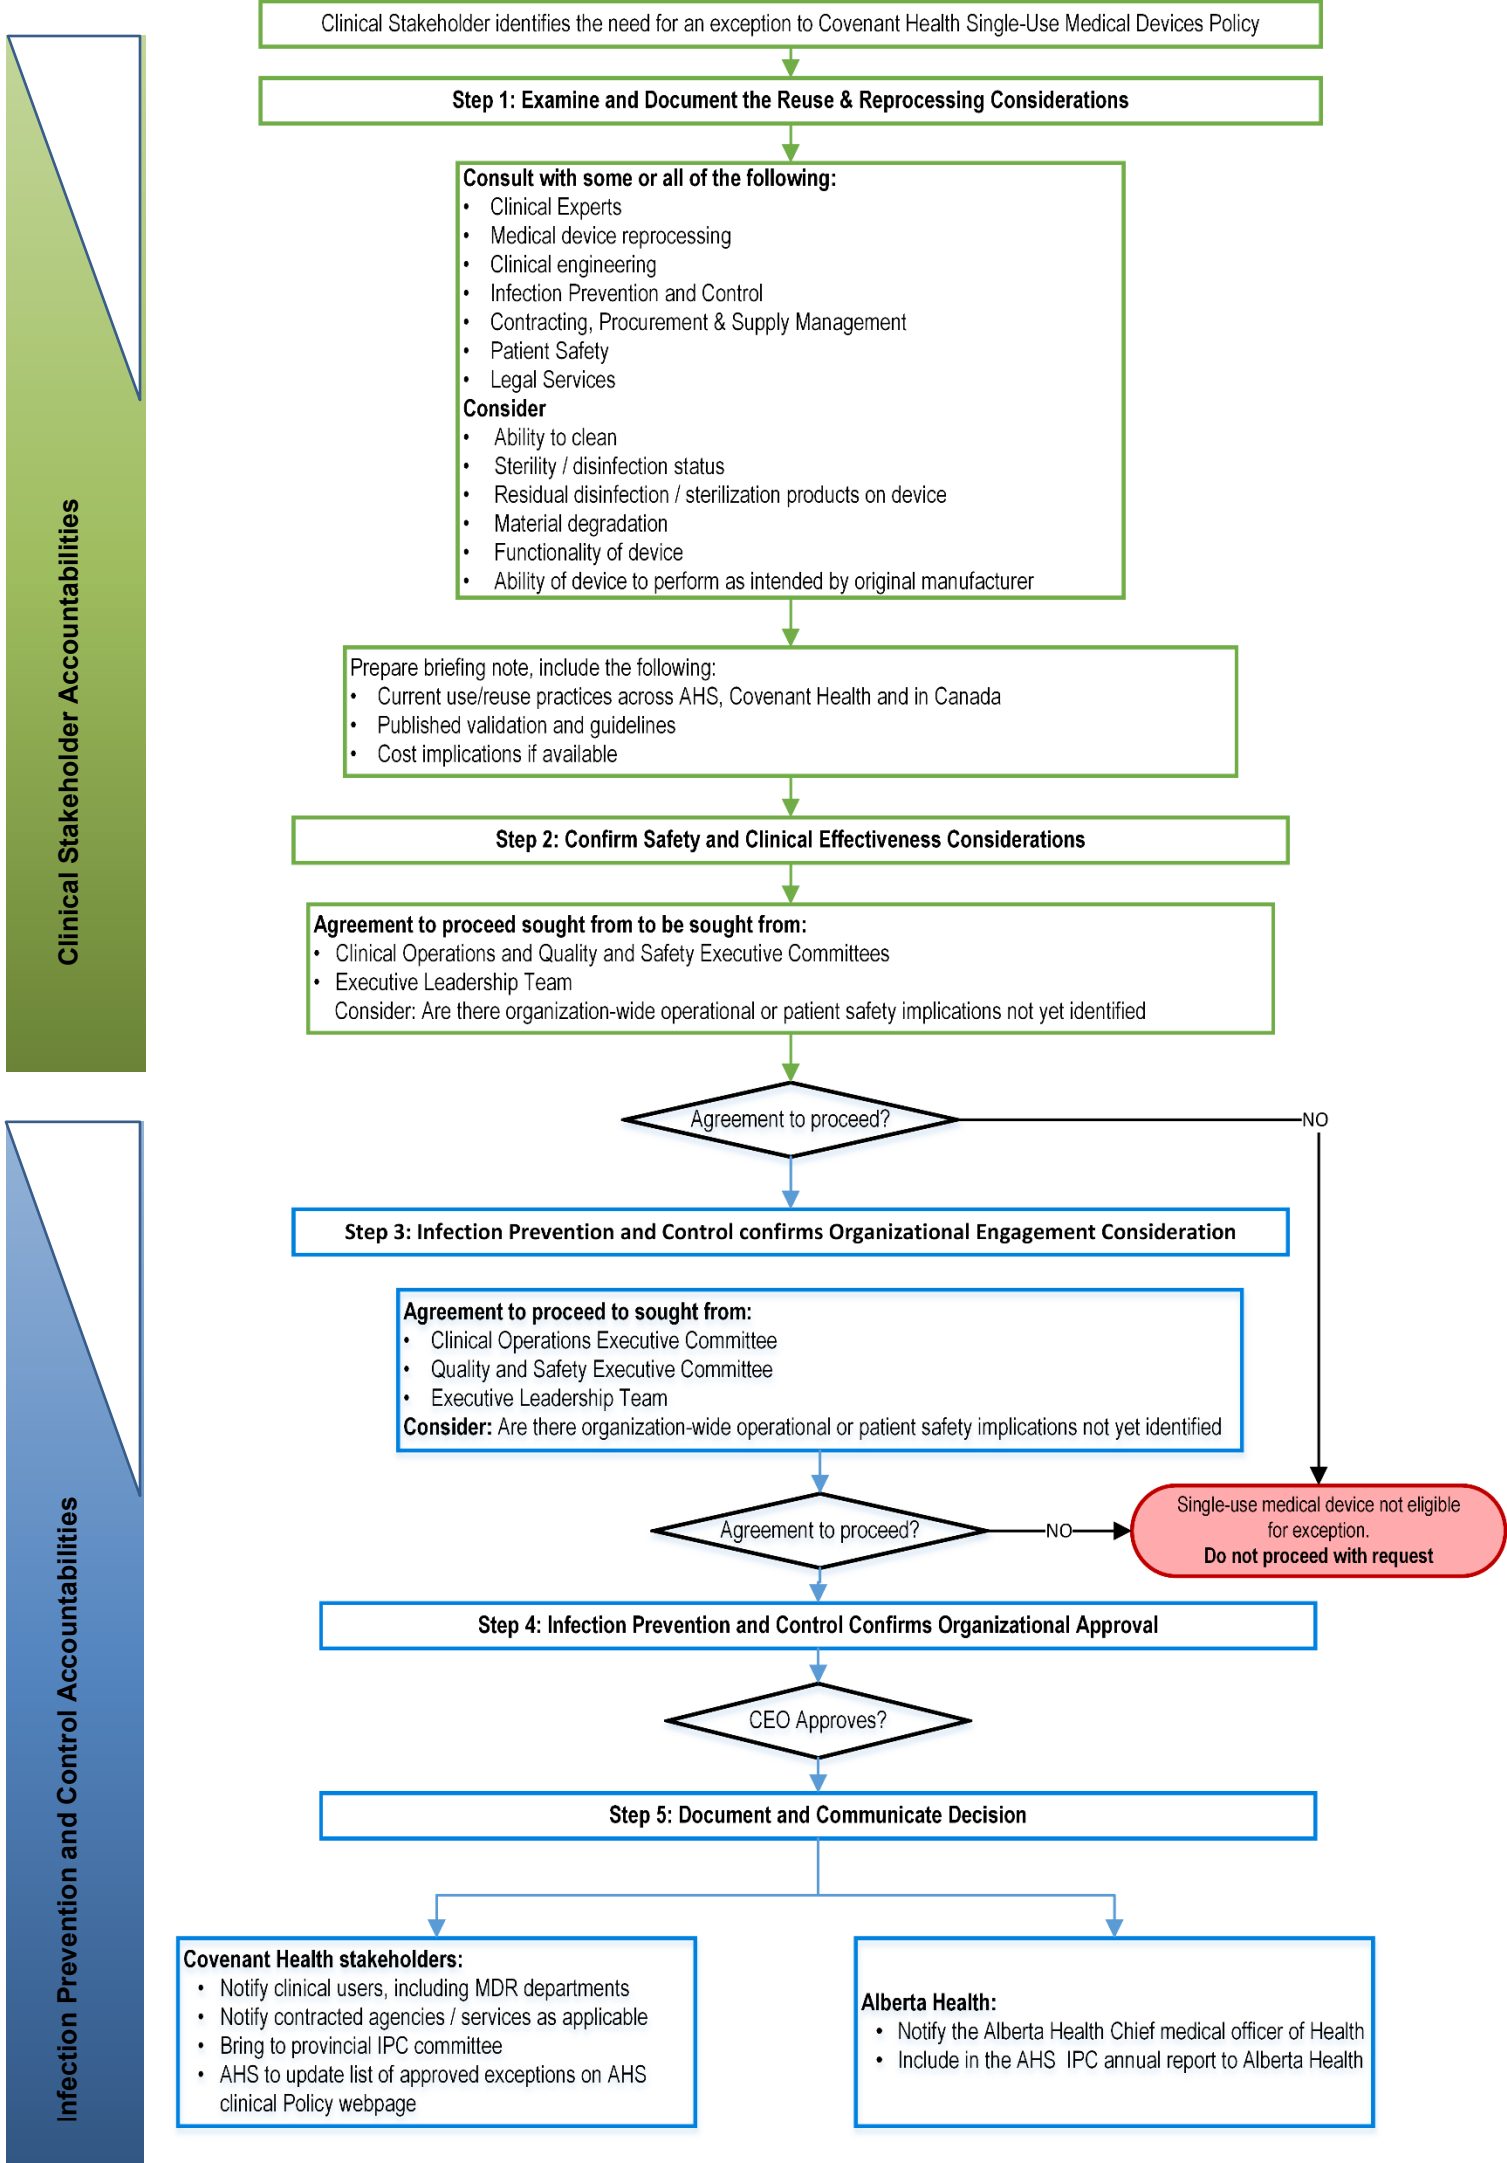 Clinical Stakeholder identifies the need for an exception to Covenant Health Single-Use Medical Devices Policy
Step 1: Examine and Document the Reuse & Reprocessing Considerations
Consult with some or all of the following:
• Clinical Experts
• Medical device reprocessing
• Clinical engineering
• Infection Prevention and Control
• Contracting, Procurement & Supply Management
• Patient Safety
• Legal Services
Consider
• Ability to clean
• Sterility / disinfection status
• Residual disinfection / sterilization products on device
• Material degradation
• Functionality of device
• Ability of device to perform as intended by original manufacturer
Prepare briefing note, include the following:
• Current use/reuse practices across AHS, Covenant Health and in Canada
• Published validation and guidelines
• Cost implications if available
Step 2: Confirm Safety and Clinical Effectiveness Considerations
Agreement to proceed sought from to be sought from:
• Clinical Operations and Quality and Safety Executive Committees
• Executive Leadership Team
Consider: Are there organization-wide operational or patient safety implications not yet identified
Clinical Stakeholder Accountabilities
Agreement to proceed?
NO
Step 3: Infection Prevention and Control confirms Organizational Engagement Consideration
Agreement to proceed to sought from:
• Clinical Operations Executive Committee
• Quality and Safety Executive Committee
• Executive Leadership Team
Consider: Are there organization-wide operational or patient safety implications not yet identified
Agreement to proceed?
NO
Single-use medical device not eligible
for exception.
Do not proceed with request
Step 4: Infection Prevention and Control Confirms Organizational Approval
CEO Approves?
Step 5: Document and Communicate Decision
Covenant Health stakeholders:
• Notify clinical users, including MDR departments
• Notify contracted agencies / services as applicable
• Bring to provincial IPC committee
• AHS to update list of approved exceptions on AHS
clinical Policy webpage
Alberta Health:
• Notify the Alberta Health Chief medical officer of Health
• Include in the AHS IPC annual report to Alberta Health
Infection Prevention and Control Accountabilities